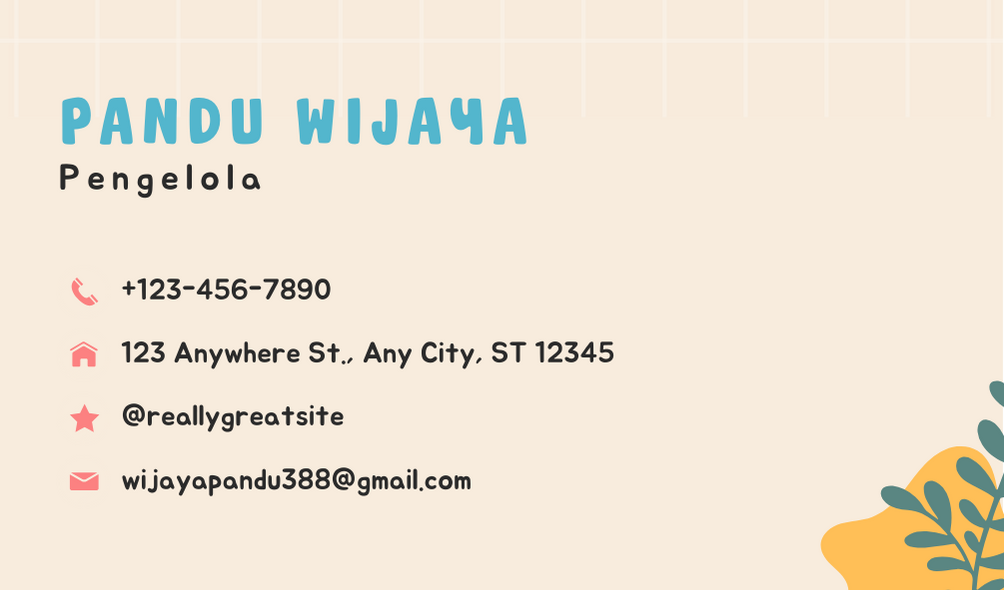 PANDU WIJAYA
Pengelola
+123-456-7890
123 Anywhere St., Any City, ST 12345
@reallygreatsite
wijayapandu388@gmail.com